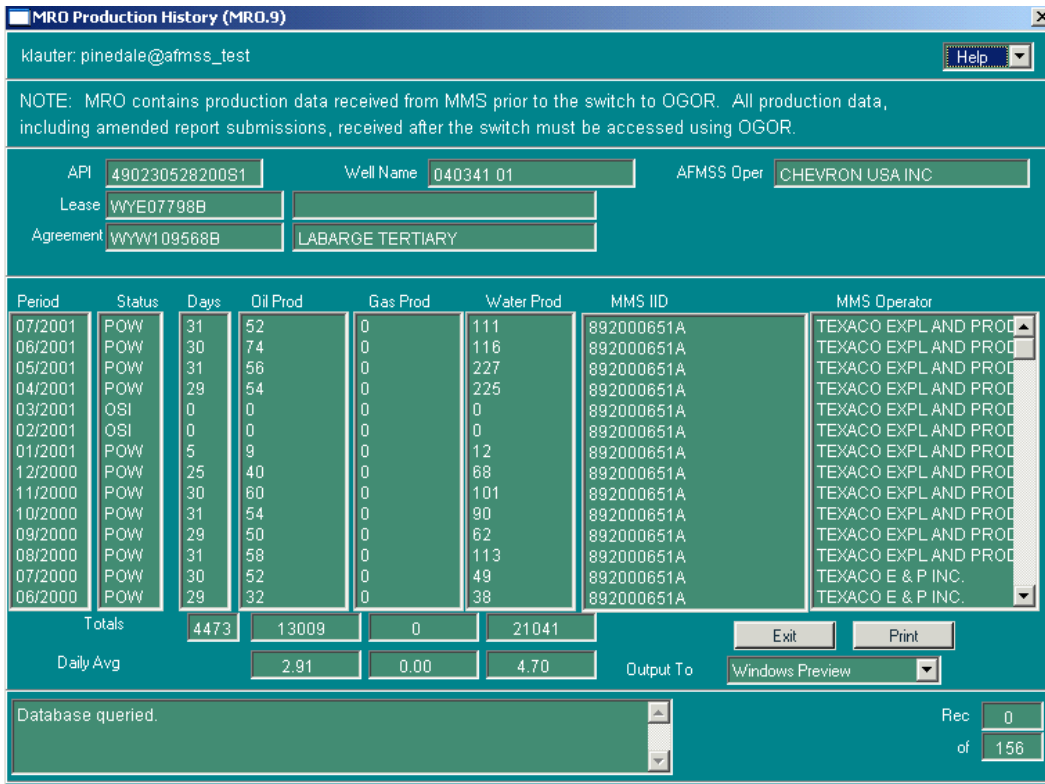 MRO Production History (MRO.9)
klauter: pinedale@afmss_test
Help
NOTE: MRO contains production data received from MMS prior to the switch to OGOR. All production data,
including amended report submissions, received after the switch must be accessed using OGOR.
API 490230528200S1 Well Name 040341 01 AFMSS Oper CHEVRON USA INC
Lease WYE07798B
Agreement WYW109568B LABARGE TERTIARY
Period Status Days Oil Prod Gas Prod Water Prod MMS IID MMS Operator
07/2001 POW 31 52 0 111 892000651A TEXACO EXPL AND PROD
06/2001 POW 30 74 0 116 892000651A TEXACO EXPL AND PROD
05/2001 POW 31 56 0 227 892000651A TEXACO EXPL AND PROD
04/2001 POW 29 54 0 225 892000651A TEXACO EXPL AND PROD
03/2001 OSI 0 0 0 0 892000651A TEXACO EXPL AND PROD
02/2001 OSI 0 0 0 0 892000651A TEXACO EXPL AND PROD
01/2001 POW 5 9 0 12 892000651A TEXACO EXPL AND PROD
12/2000 POW 25 40 0 68 892000651A TEXACO EXPL AND PROD
11/2000 POW 30 60 0 101 892000651A TEXACO EXPL AND PROD
10/2000 POW 31 54 0 90 892000651A TEXACO EXPL AND PROD
09/2000 POW 29 50 0 62 892000651A TEXACO EXPL AND PROD
08/2000 POW 31 58 0 113 892000651A TEXACO EXPL AND PROD
07/2000 POW 30 52 0 49 892000651A TEXACO E & P INC.
06/2000 POW 29 32 0 38 892000651A TEXACO E & P INC.
Totals 4473 13009 0 21041
Exit Print
Daily Avg 2.91 0.00 4.70 Output To Windows Preview
Database queried.
Rec 0
of 156